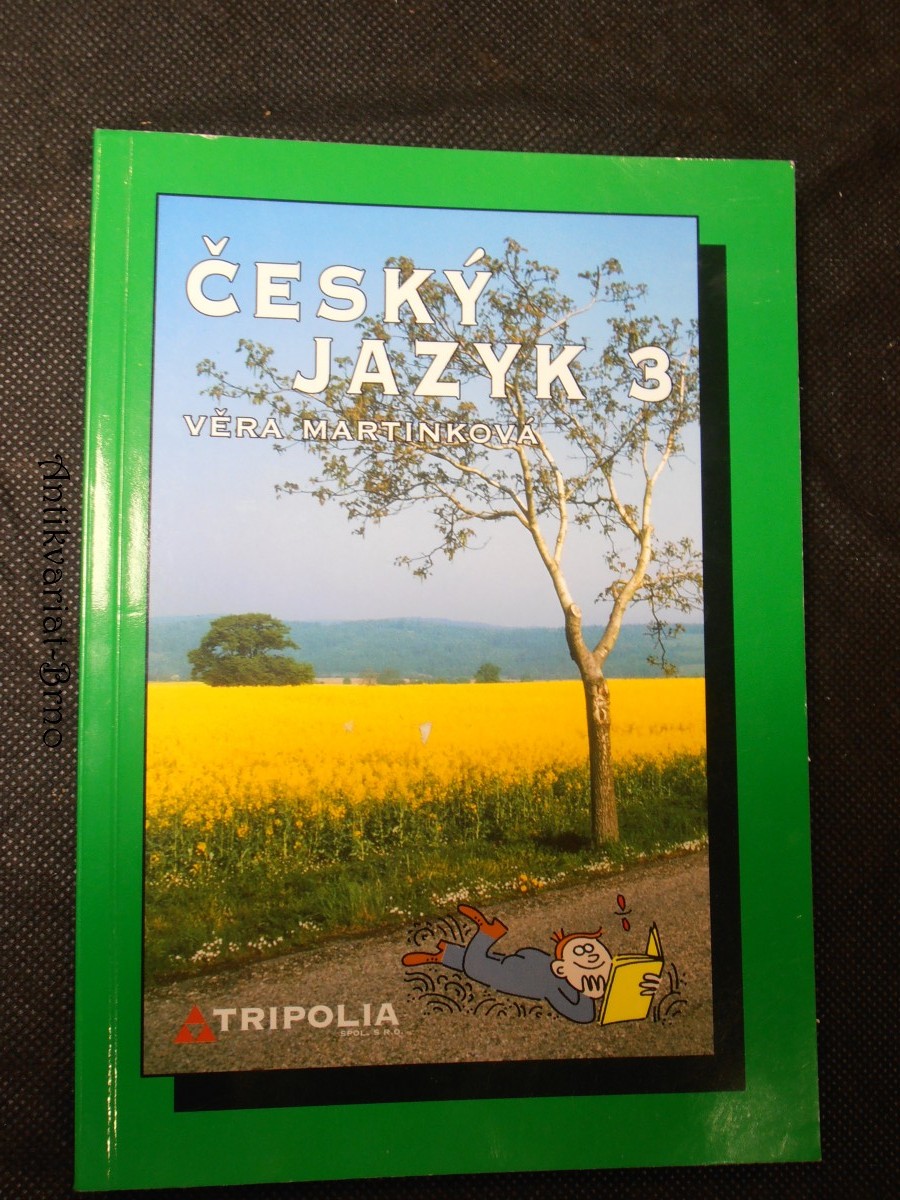 ČESKÝ
JAZYK 3
VĚRA MARTINKOVÁ
TRIPOLIA
SPOL. S R.O.
Antikvariat-Brno